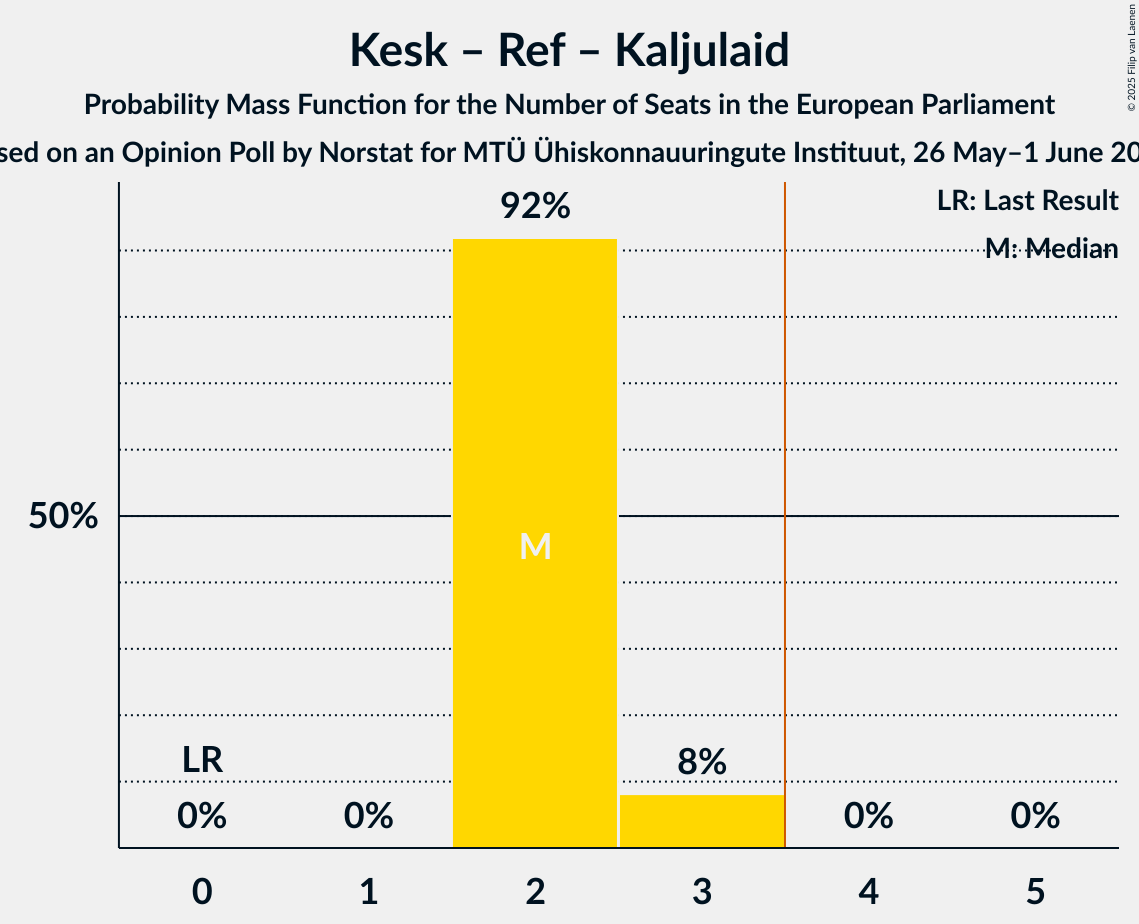 Kesk – Ref – Kaljulaid
Probability Mass Function for the Number of Seats in the European Parliament
sed on an Opinion Poll by Norstat for MTÜ Ühiskonnauuringute Instituut, 26 May–1 June 20
© 2025 Filip van Laenen
LR: Last Result
M: Median
92%
50%
M
LR
8%
0% 0% 0% 0%
0 1 2 3 4 5